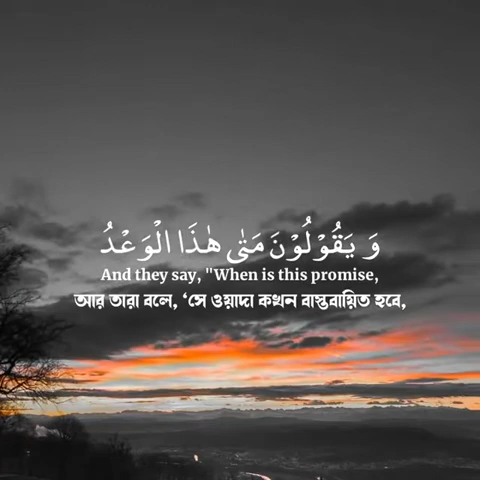 وَ يَقُوْلُوْنَ مَتٰى هٰذَا الْوَعْدُ
And they say, "When is this promise,
আর তারা বলে, ‘সে ওয়াদা কখন বাস্তবায়িত হবে,